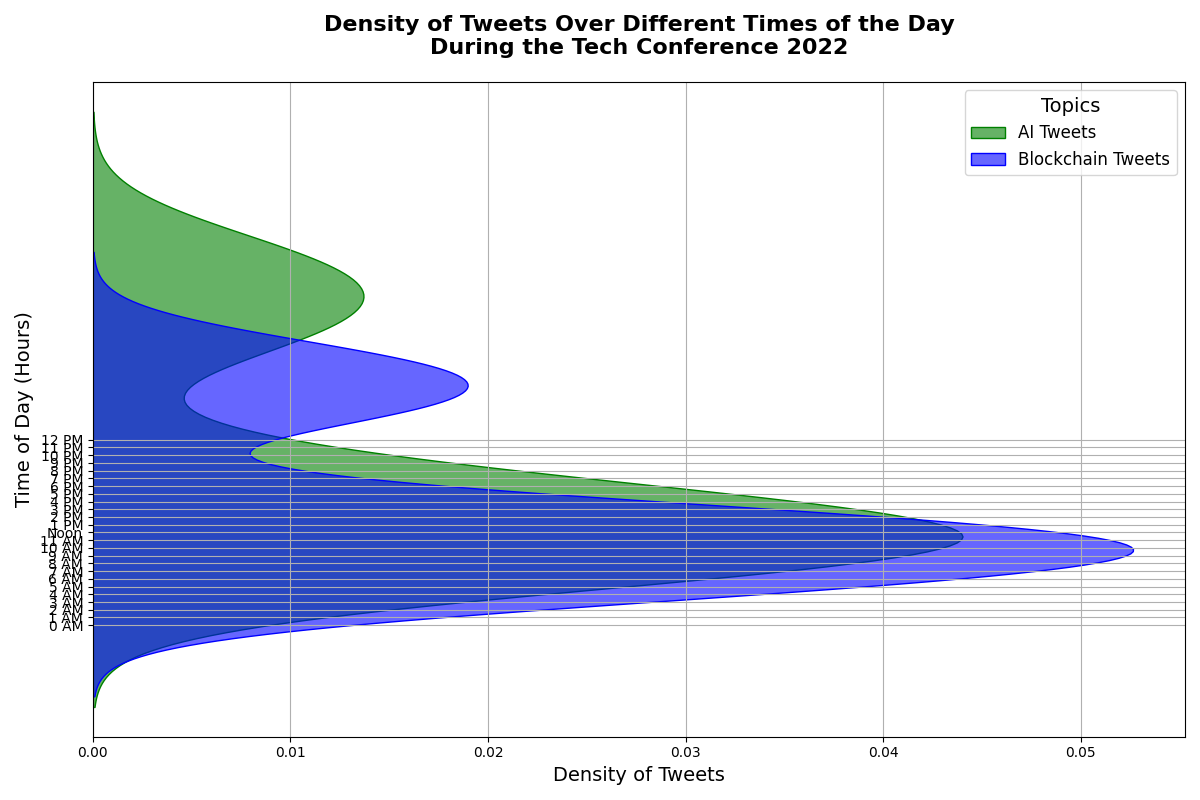 Density of Tweets Over Different Times of the Day
During the Tech Conference 2022
Topics
AI Tweets
Blockchain Tweets
Time of Day (Hours)
12 PM
11 PM
10 PM
9 PM
8 PM
7 PM
6 PM
5 PM
4 PM
3 PM
2 PM
1 PM
Noon
11 AM
10 AM
9 AM
8 AM
7 AM
6 AM
5 AM
4 AM
3 AM
2 AM
1 AM
0 AM
0.00 0.01 0.02 0.03 0.04 0.05
Density of Tweets